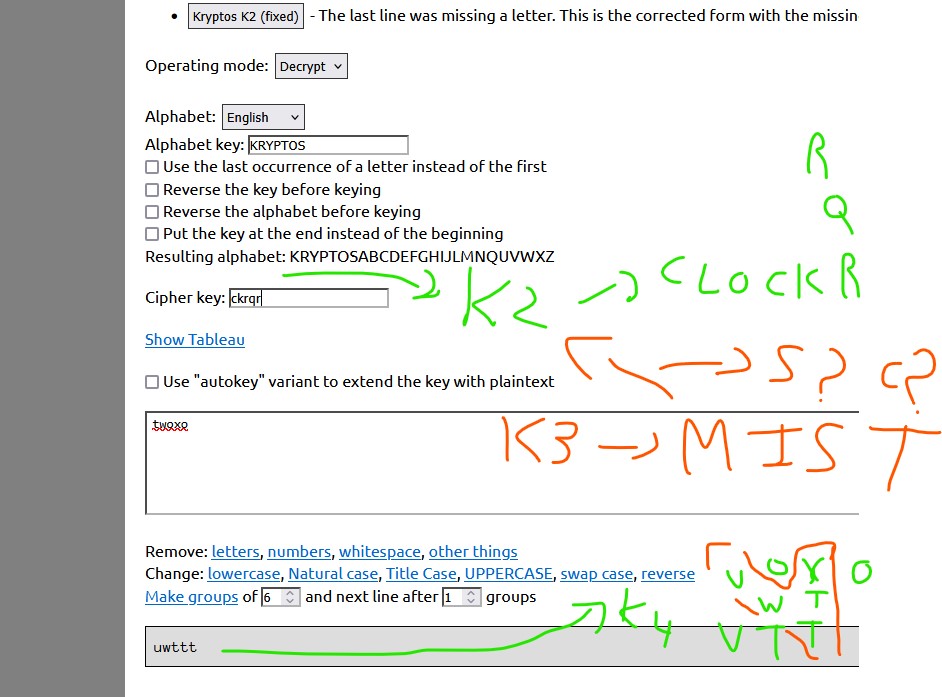 Kryptos K2 (fixed) - The last line was missing a letter. This is the corrected form with the missin
Operating mode: Decrypt
Alphabet: English
Alphabet key: KRYPTOS
Use the last occurrence of a letter instead of the first
Reverse the key before keying
Reverse the alphabet before keying
Put the key at the end instead of the beginning
R
Q
Resulting alphabet: KRYPTOSABCDEFGHIJLMNQUVWXZ
Cipher key: ckrqr
K2 → CLOCKR
Show Tableau
→ S? C?
Use "autokey" variant to extend the key with plaintext
twoxo
K3 → MIST
Remove: letters, numbers, whitespace, other things
Change: lowercase, Natural case, Title Case, UPPERCASE, swap case, reverse
Make groups of 6 and next line after 1 groups
V O X O
W T
V T T
uwttt
K4